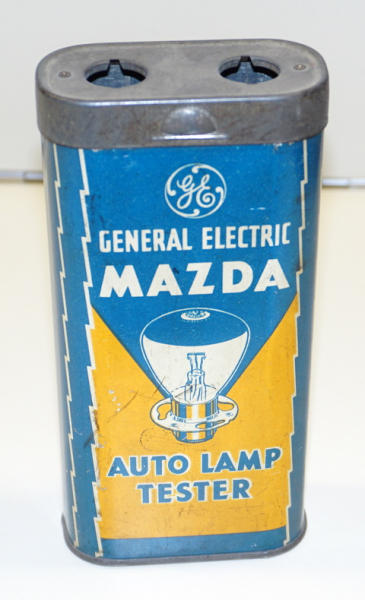 GE
GENERAL ELECTRIC
MAZDA
AUTO LAMP
TESTER